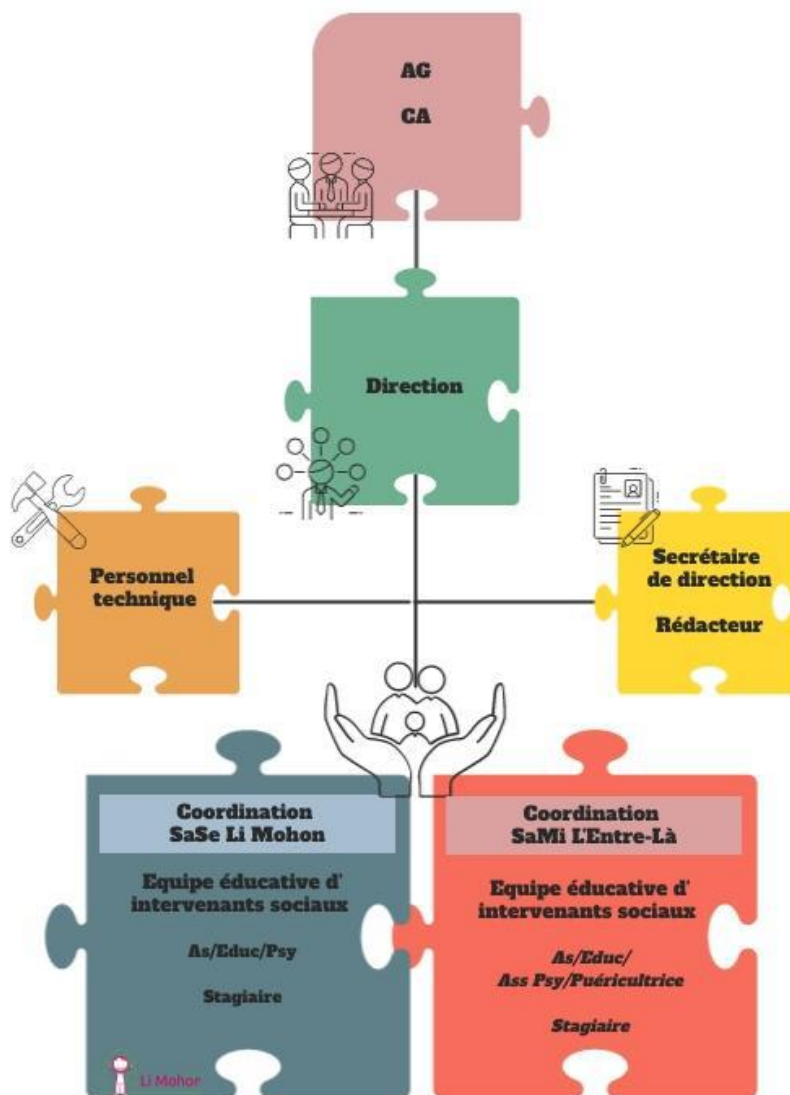 AG
CA
Direction
Personnel
technique
Secrétaire
de direction
Rédacteur
Coordination
SaSe Li Mohon
Equipe éducative d'
intervenants sociaux
As/Educ/Psy
Stagiaire
Li Mohon
Coordination
SaMi L'Entre-Là
Equipe éducative d'
intervenants sociaux
As/Educ/
Ass Psy/Puéricultrice
Stagiaire